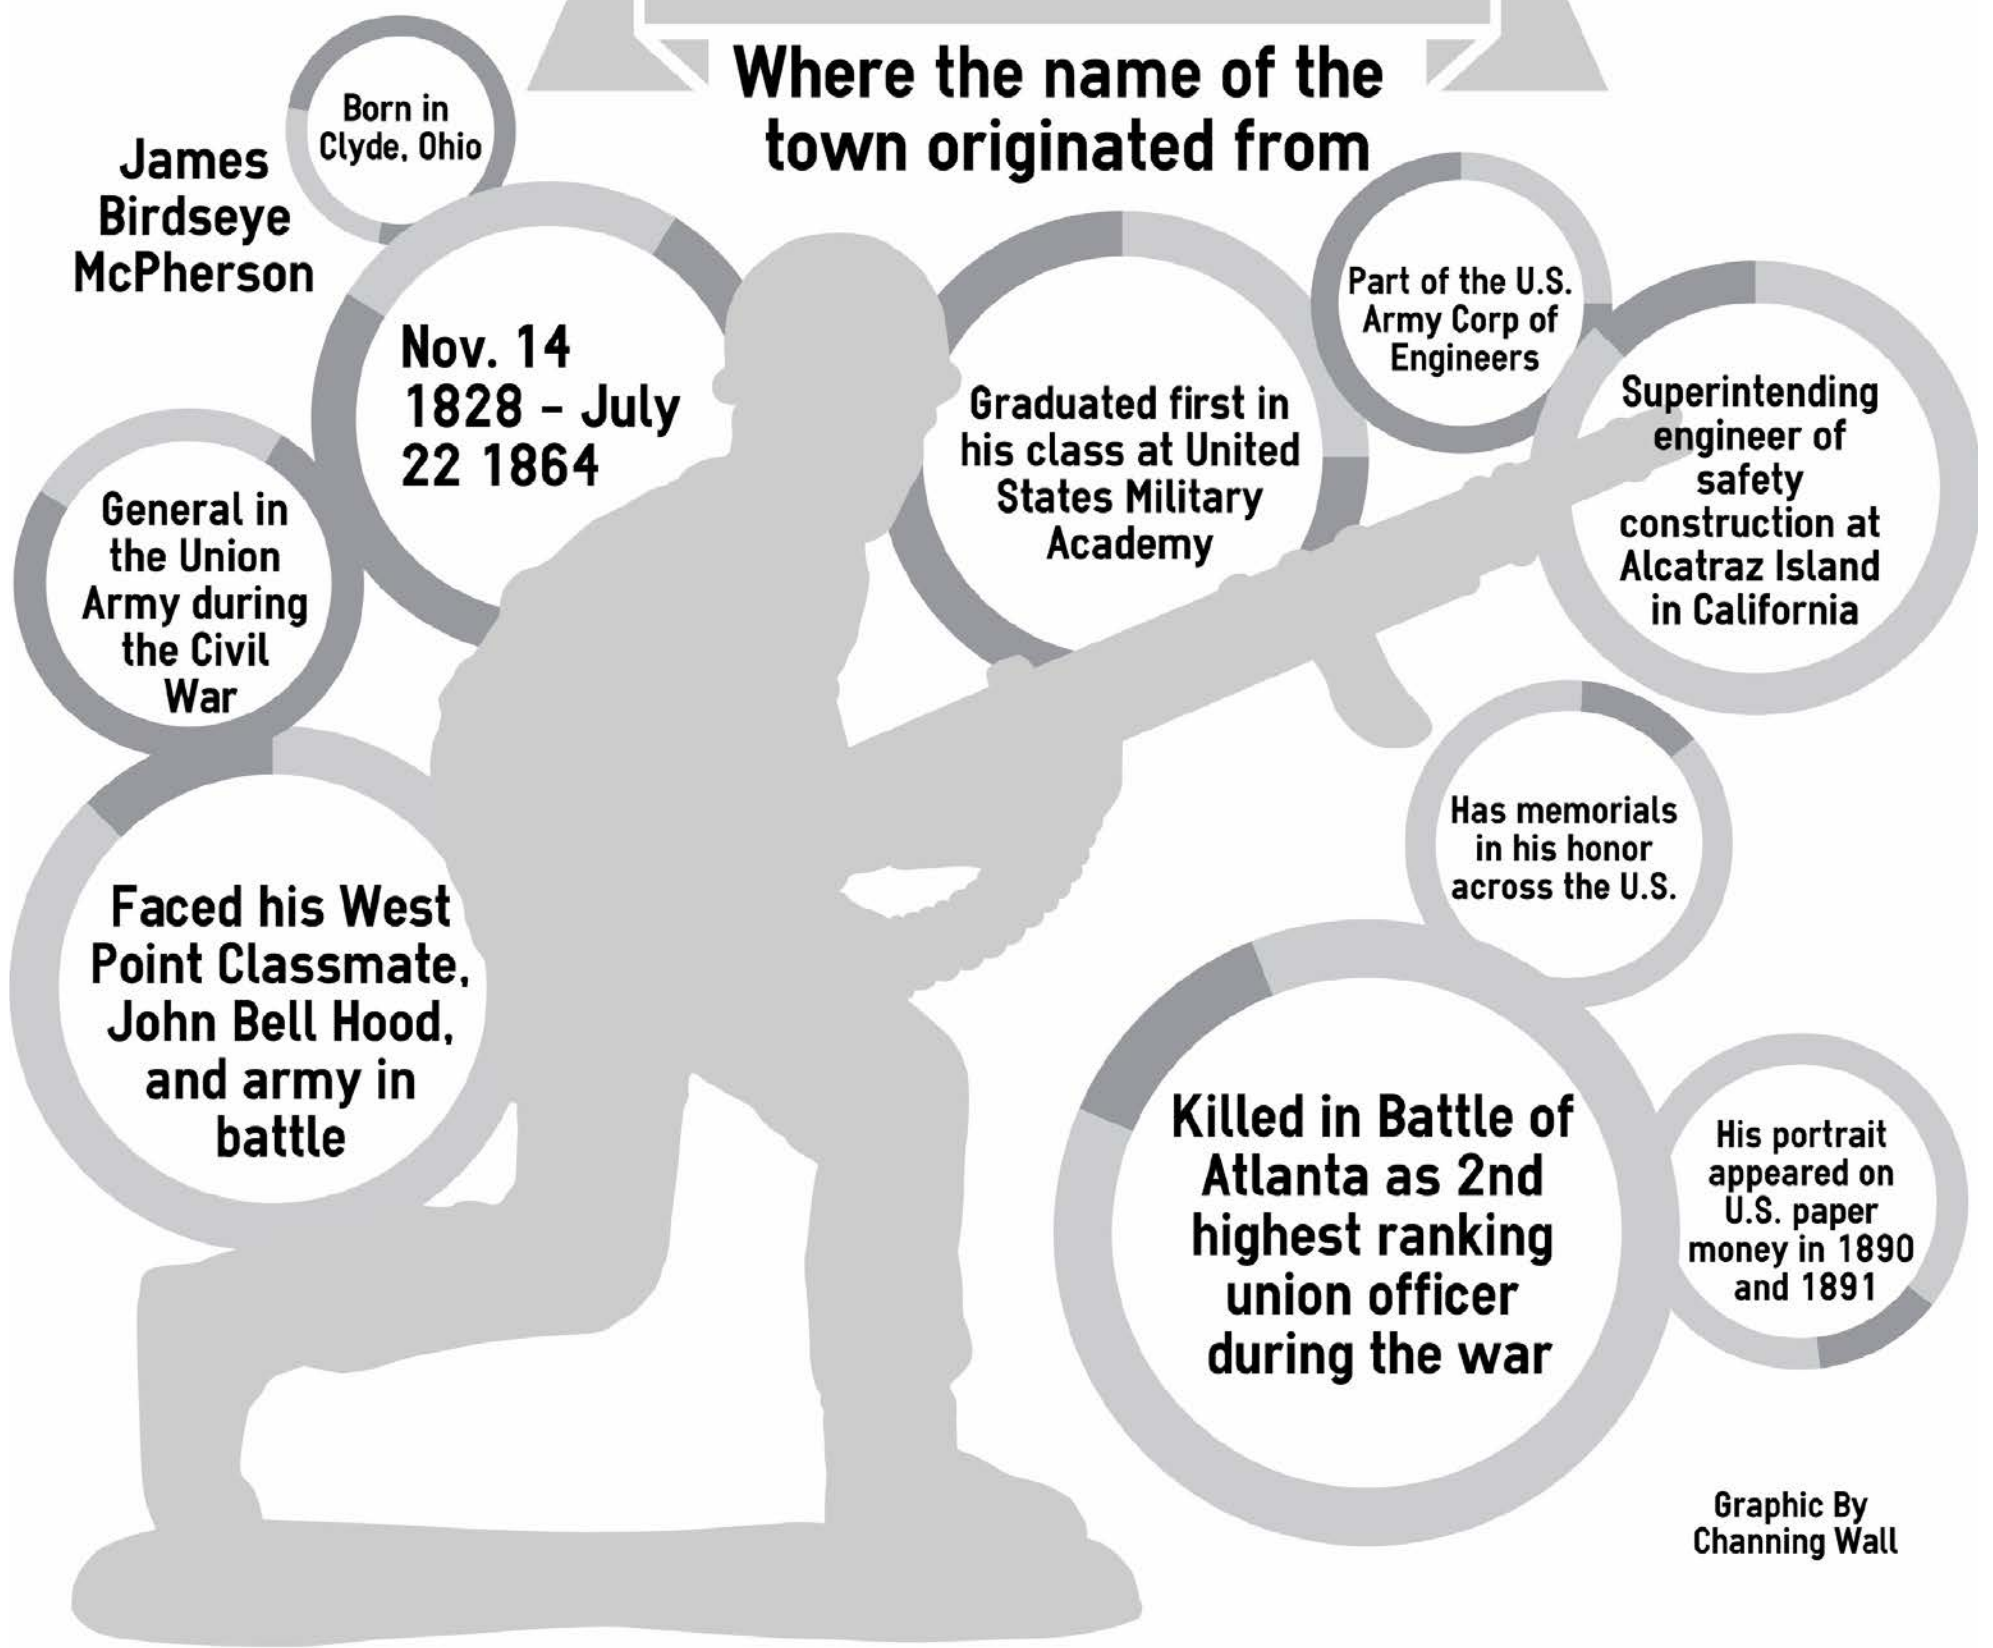 Where the name of the
town originated from
James
Birdseye
McPherson
Born in
Clyde, Ohio
Nov. 14
1828 - July
22 1864
General in
the Union
Army during
the Civil
War
Faced his West
Point Classmate,
John Bell Hood,
and army in
battle
Graduated first in
his class at United
States Military
Academy
Part of the U.S.
Army Corp of
Engineers
Superintending
engineer of
safety
construction at
Alcatraz Island
in California
Has memorials
in his honor
across the U.S.
Killed in Battle of
Atlanta as 2nd
highest ranking
union officer
during the war
His portrait
appeared on
U.S. paper
money in 1890
and 1891
Graphic By
Channing Wall